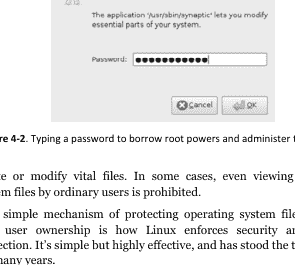 The application '/usr/sbin/synaptic' lets you modify
essential parts of your system.
Password: ●●●●●●●●●●●●
Cancel OK
re 4-2. Typing a password to borrow root powers and administer
or modify vital files. In some cases, even viewing
files by ordinary users is prohibited.
simple mechanism of protecting operating system
user ownership is how Linux enforces security
It's simple but highly effective, and has stood the
many years.